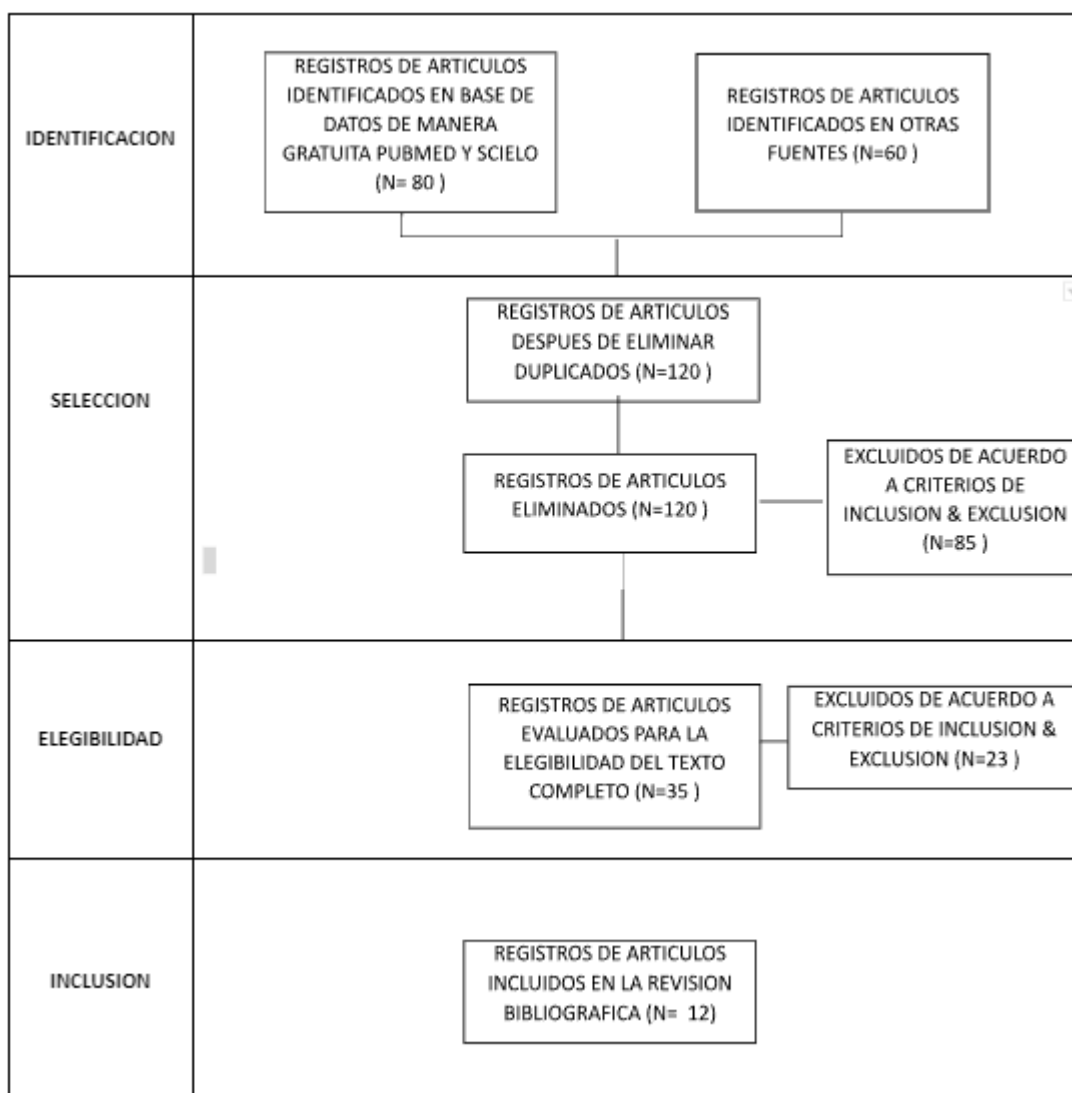 IDENTIFICACION
REGISTROS DE ARTICULOS
IDENTIFICADOS EN BASE DE
DATOS DE MANERA
GRATUITA PUBMED Y SCIELO
(N= 80 )
REGISTROS DE ARTICULOS
IDENTIFICADOS EN OTRAS
FUENTES (N=60 )
SELECCION
REGISTROS DE ARTICULOS
DESPUES DE ELIMINAR
DUPLICADOS (N=120 )
REGISTROS DE ARTICULOS
ELIMINADOS (N=120 )
EXCLUIDOS DE ACUERDO
A CRITERIOS DE
INCLUSION & EXCLUSION
(N=85 )
ELEGIBILIDAD
REGISTROS DE ARTICULOS
EVALUADOS PARA LA
ELEGIBILIDAD DEL TEXTO
COMPLETO (N=35 )
EXCLUIDOS DE ACUERDO A
CRITERIOS DE INCLUSION &
EXCLUSION (N=23 )
INCLUSION
REGISTROS DE ARTICULOS
INCLUIDOS EN LA REVISION
BIBLIOGRAFICA (N=  12)